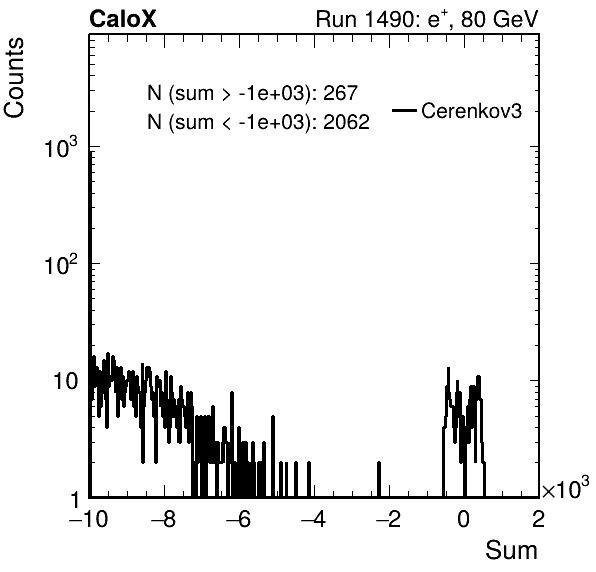 CaloX
Run 1490: e⁺, 80 GeV
Counts
N (sum > -1e+03): 267
N (sum < -1e+03): 2062
Cerenkov3
10³
10²
10
1
−10 −8 −6 −4 −2 0 2
×10³
Sum